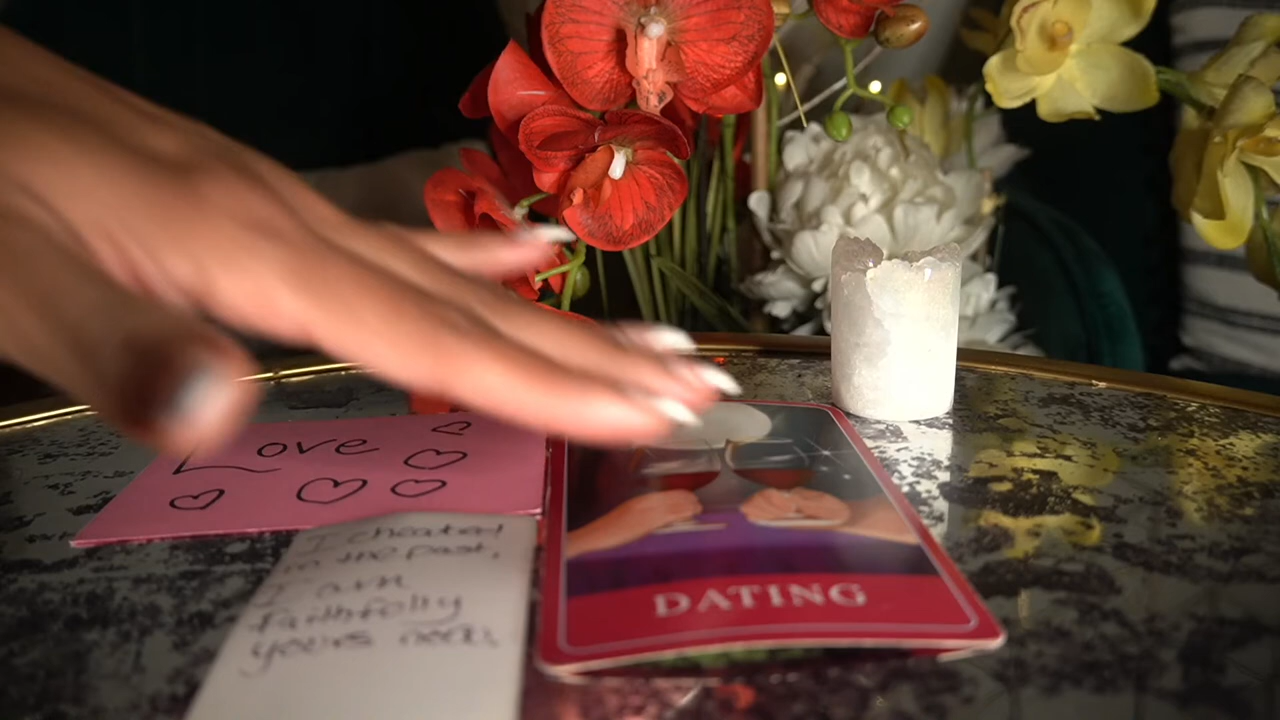 Love
I cheated
in the past,
I am
faithfully
yours now.
DATING